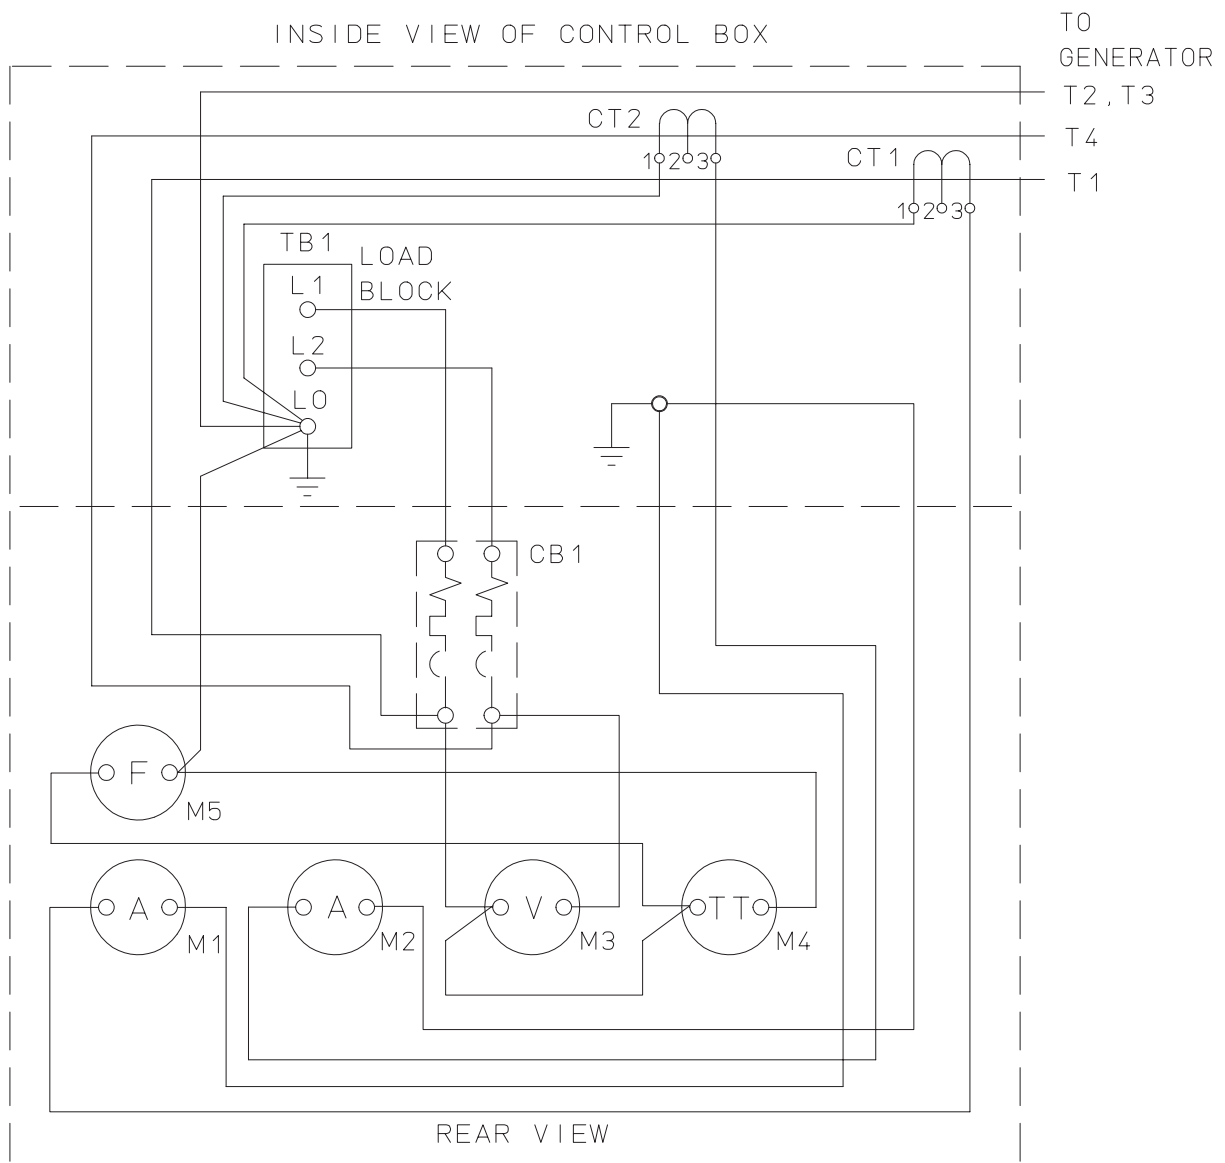 INSIDE VIEW OF CONTROL BOX
TO
GENERATOR
T2,T3
CT2
T4
1 2 3
CT1
T1
1 2 3
TB1
LOAD
BLOCK
L1
L2
LO
CB1
F
M5
A
M1
A
M2
V
M3
TT
M4
REAR VIEW